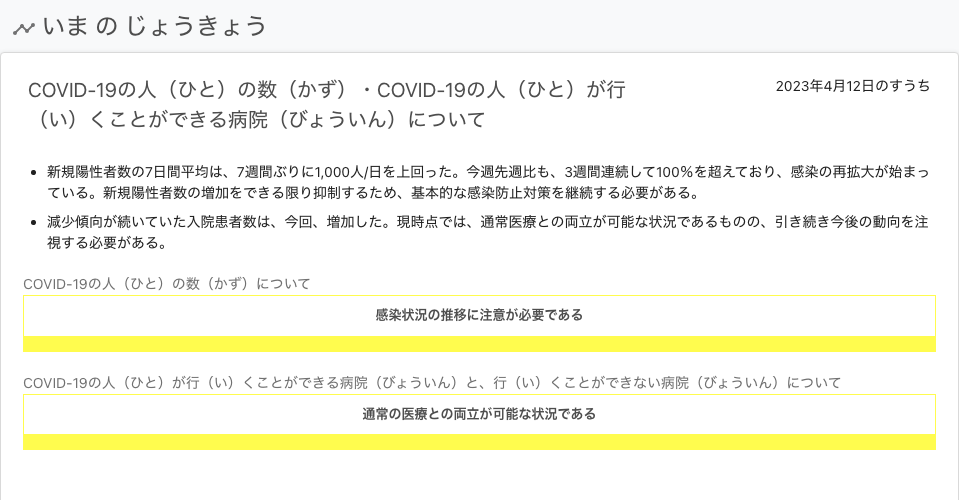 いま の じょうきょう
COVID-19の人（ひと）の数（かず）・COVID-19の人（ひと）が行
（い）くことができる病院（びょういん）について
2023年4月12日のすうち
新規陽性者数の7日間平均は、7週間ぶりに1,000人/日を上回った。今週先週比も、3週間連続して100％を超えており、感染の再拡大が始まっ
ている。新規陽性者数の増加をできる限り抑制するため、基本的な感染防止対策を継続する必要がある。
減少傾向が続いていた入院患者数は、今回、増加した。現時点では、通常医療との両立が可能な状況であるものの、引き続き今後の動向を注
視する必要がある。
COVID-19の人（ひと）の数（かず）について
感染状況の推移に注意が必要である
COVID-19の人（ひと）が行（い）くことができる病院（びょういん）と、行（い）くことができない病院（びょういん）について
通常の医療との両立が可能な状況である